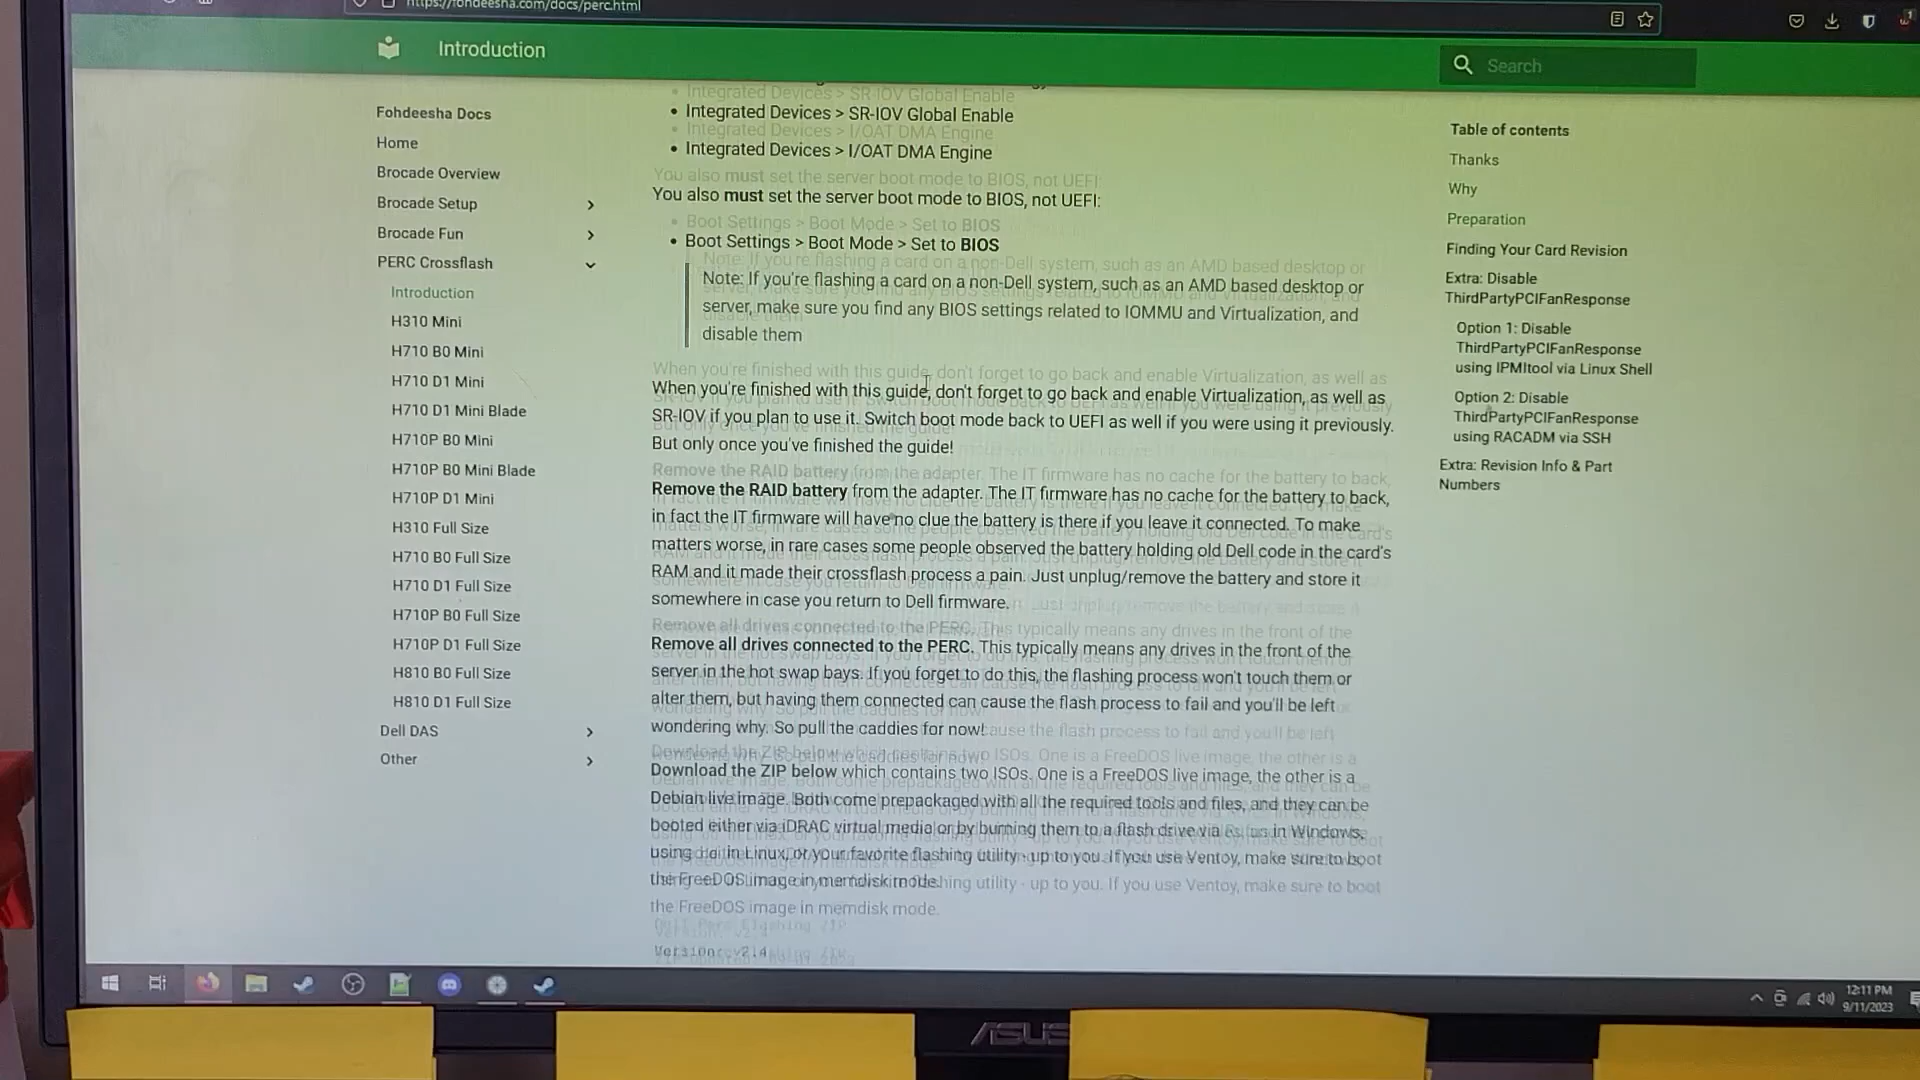 https://fohdeesha.com/docs/perc.html
Introduction
Search
Fohdeesha Docs
Home
Brocade Overview
Brocade Setup
Brocade Fun
PERC Crossflash
Introduction
H310 Mini
H710 B0 Mini
H710 D1 Mini
H710 D1 Mini Blade
H710P B0 Mini
H710P B0 Mini Blade
H710P D1 Mini
H310 Full Size
H710 B0 Full Size
H710 D1 Full Size
H710P B0 Full Size
H710P D1 Full Size
H810 B0 Full Size
H810 D1 Full Size
Dell DAS
Other
• Integrated Devices > SR-IOV Global Enable
• Integrated Devices > I/OAT DMA Engine
You also must set the server boot mode to BIOS, not UEFI:
• Boot Settings > Boot Mode > Set to BIOS
Note: If you're flashing a card on a non-Dell system, such as an AMD based desktop or
server, make sure you find any BIOS settings related to IOMMU and Virtualization, and
disable them
When you're finished with this guide, don't forget to go back and enable Virtualization, as well as
SR-IOV if you plan to use it. Switch boot mode back to UEFI as well if you were using it previously.
But only once you've finished the guide!
Remove the RAID battery from the adapter. The IT firmware has no cache for the battery to back,
in fact the IT firmware will have no clue the battery is there if you leave it connected. To make
matters worse, in rare cases some people observed the battery holding old Dell code in the card's
RAM and it made their crossflash process a pain. Just unplug/remove the battery and store it
somewhere in case you return to Dell firmware.
Remove all drives connected to the PERC. This typically means any drives in the front of the
server in the hot swap bays. If you forget to do this, the flashing process won't touch them or
alter them, but having them connected can cause the flash process to fail and you'll be left
wondering why. So pull the caddies for now!
Download the ZIP below which contains two ISOs. One is a FreeDOS live image, the other is a
Debian live image. Both come prepackaged with all the required tools and files, and they can be
booted either via iDRAC virtual media or by burning them to a flash drive via in Windows,
using in Linux, or your favorite flashing utility - up to you. If you use Ventoy, make sure to boot
the FreeDOS image in memdisk mode.
Table of contents
Thanks
Why
Preparation
Finding Your Card Revision
Extra: Disable
ThirdPartyPCIFanResponse
Option 1: Disable
ThirdPartyPCIFanResponse
using IPMItool via Linux Shell
Option 2: Disable
ThirdPartyPCIFanResponse
using RACADM via SSH
Extra: Revision Info & Part
Numbers
12:11 PM
9/11/2023
ASUS